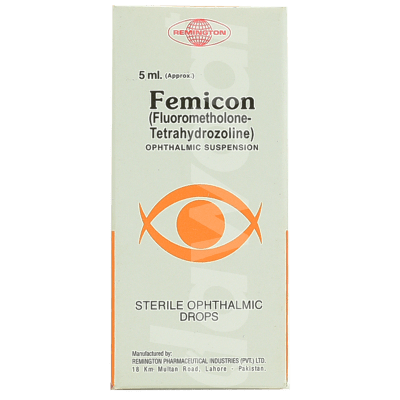 REMINGTON
5 ml. (Approx.)
Femicon
(Fluorometholone-
Tetrahydrozoline)
OPHTHALMIC SUSPENSION
STERILE OPHTHALMIC
DROPS
Manufactured by:
REMINGTON PHARMACEUTICAL INDUSTRIES (PVT.) LTD.
18 Km Multan Road, Lahore - Pakistan.